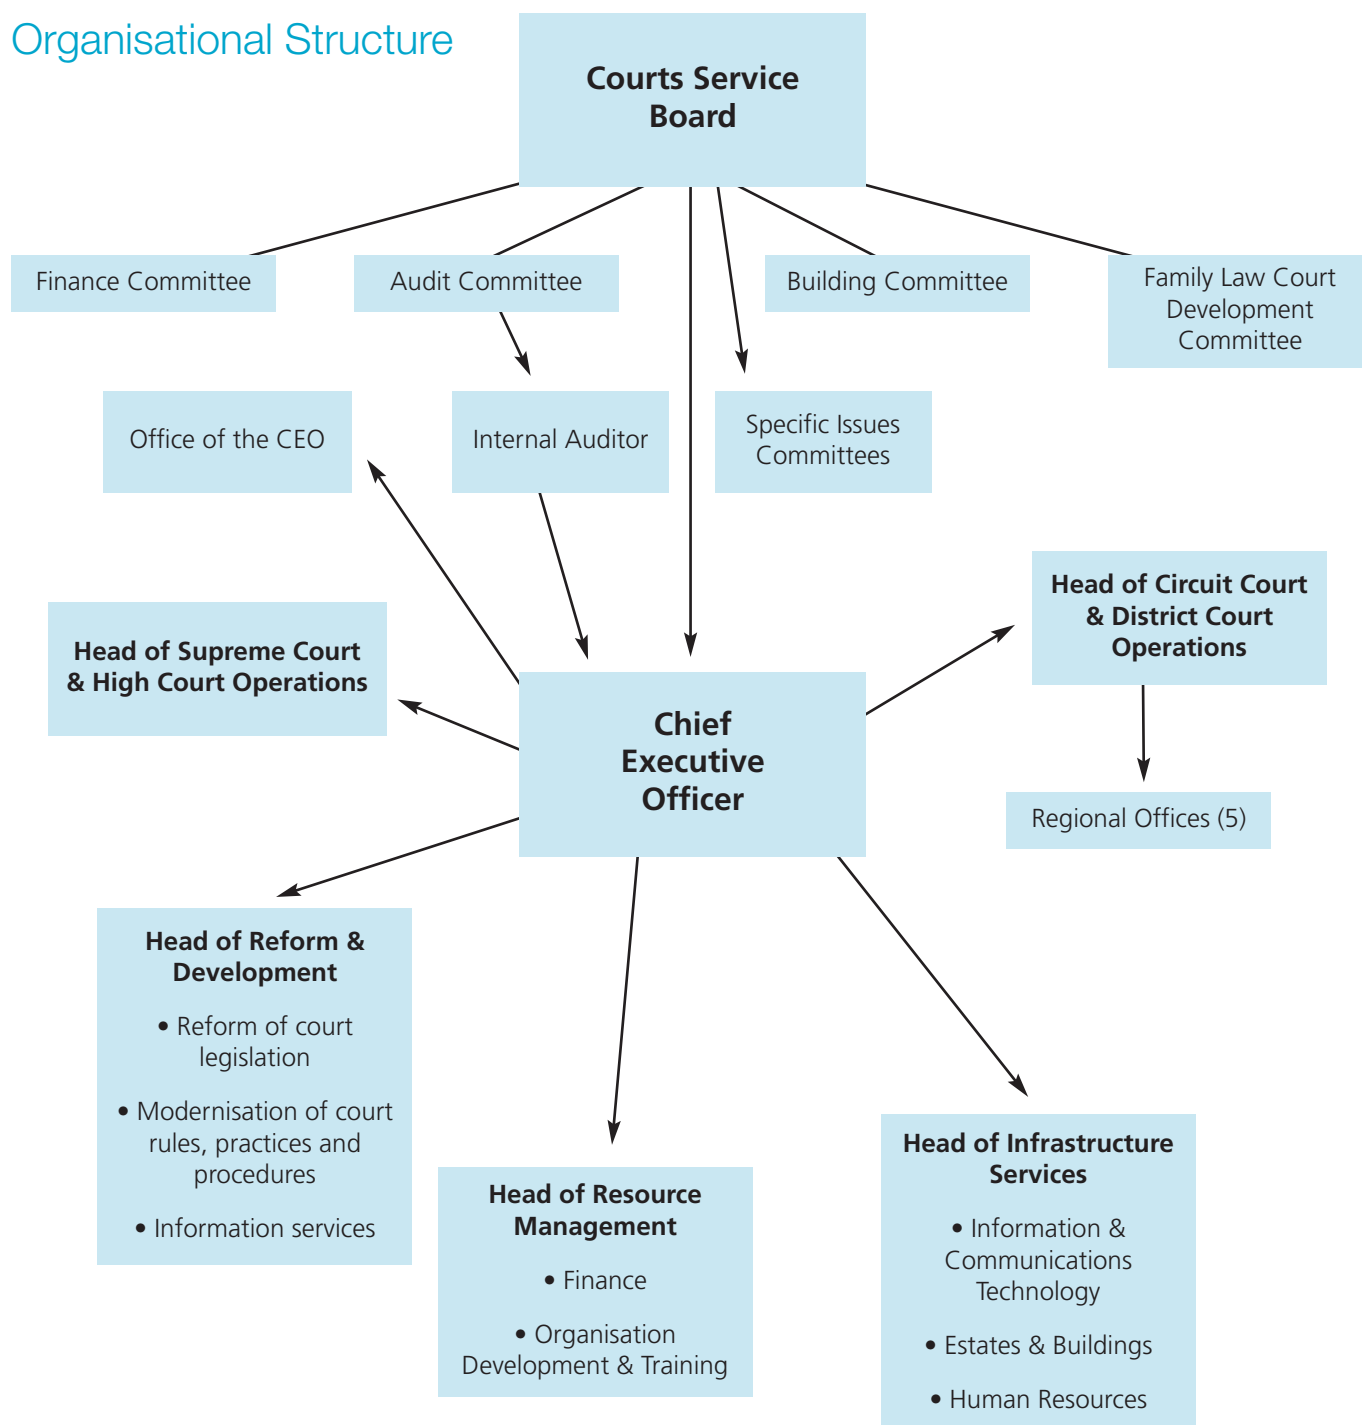 Organisational Structure
Courts Service
Board
Finance Committee
Audit Committee
Building Committee
Family Law Court
Development
Committee
Office of the CEO
Internal Auditor
Specific Issues
Committees
Head of Circuit Court
& District Court
Operations
Head of Supreme Court
& High Court Operations
Chief
Executive
Officer
Regional Offices (5)
Head of Reform &
Development
• Reform of court
legislation
• Modernisation of court
rules, practices and
procedures
• Information services
Head of Resource
Management
• Finance
• Organisation
Development & Training
Head of Infrastructure
Services
• Information &
Communications
Technology
• Estates & Buildings
• Human Resources